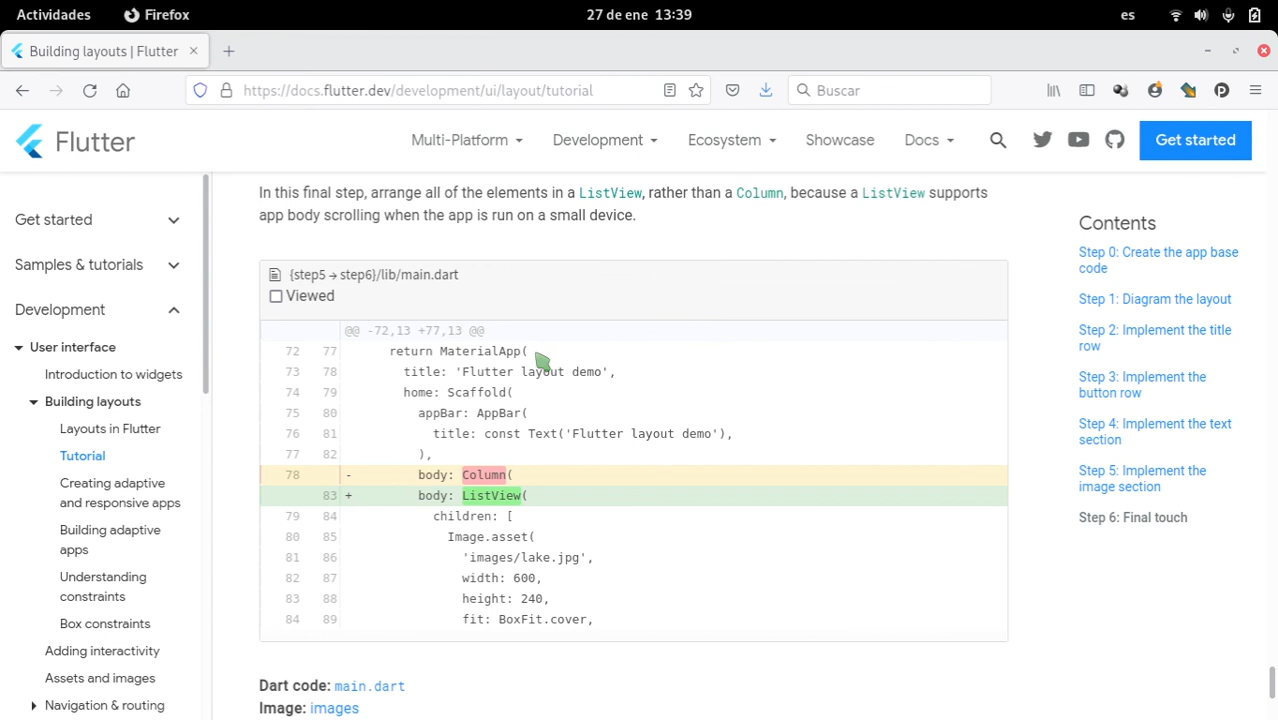 Actividades
Firefox
27 de ene 13:39
es
Building layouts | Flutter
https://docs.flutter.dev/development/ui/layout/tutorial
Buscar
Flutter
Multi-Platform
Development
Ecosystem
Showcase
Docs
Get started
Get started
Samples & tutorials
Development
User interface
Introduction to widgets
Building layouts
Layouts in Flutter
Tutorial
Creating adaptive
and responsive apps
Building adaptive
apps
Understanding
constraints
Box constraints
Adding interactivity
Assets and images
Navigation & routing
In this final step, arrange all of the elements in a ListView, rather than a Column, because a ListView supports
app body scrolling when the app is run on a small device.
{step5 → step6}/lib/main.dart
Viewed
@@ -72,13 +77,13 @@
72 77 return MaterialApp(
73 78 title: 'Flutter layout demo',
74 79 home: Scaffold(
75 80 appBar: AppBar(
76 81 title: const Text('Flutter layout demo'),
77 82 ),
78 - body: Column(
83 + body: ListView(
79 84 children: [
80 85 Image.asset(
81 86 'images/lake.jpg',
82 87 width: 600,
83 88 height: 240,
84 89 fit: BoxFit.cover,
Dart code: main.dart
Image: images
Contents
Step 0: Create the app base
code
Step 1: Diagram the layout
Step 2: Implement the title
row
Step 3: Implement the
button row
Step 4: Implement the text
section
Step 5: Implement the
image section
Step 6: Final touch